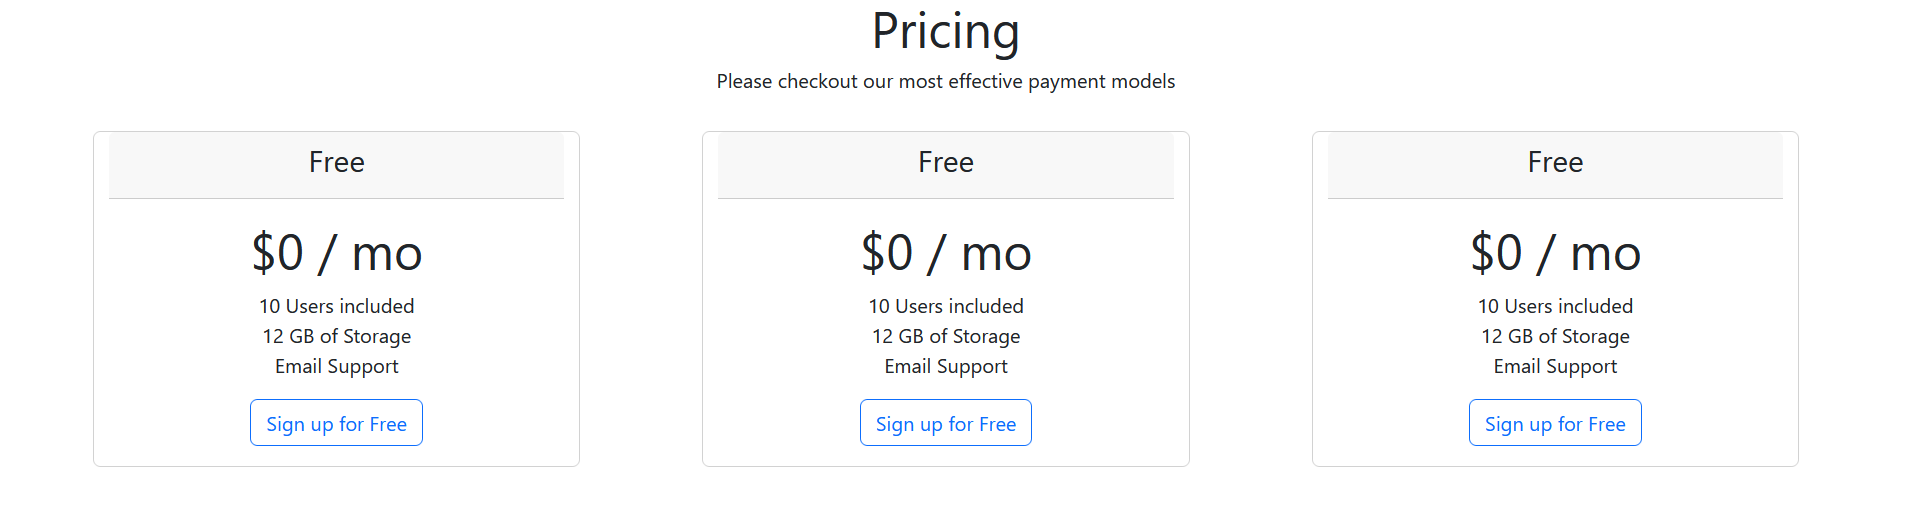 Pricing
Please checkout our most effective payment models
Free
$0 / mo
10 Users included
12 GB of Storage
Email Support
Sign up for Free
Free
$0 / mo
10 Users included
12 GB of Storage
Email Support
Sign up for Free
Free
$0 / mo
10 Users included
12 GB of Storage
Email Support
Sign up for Free